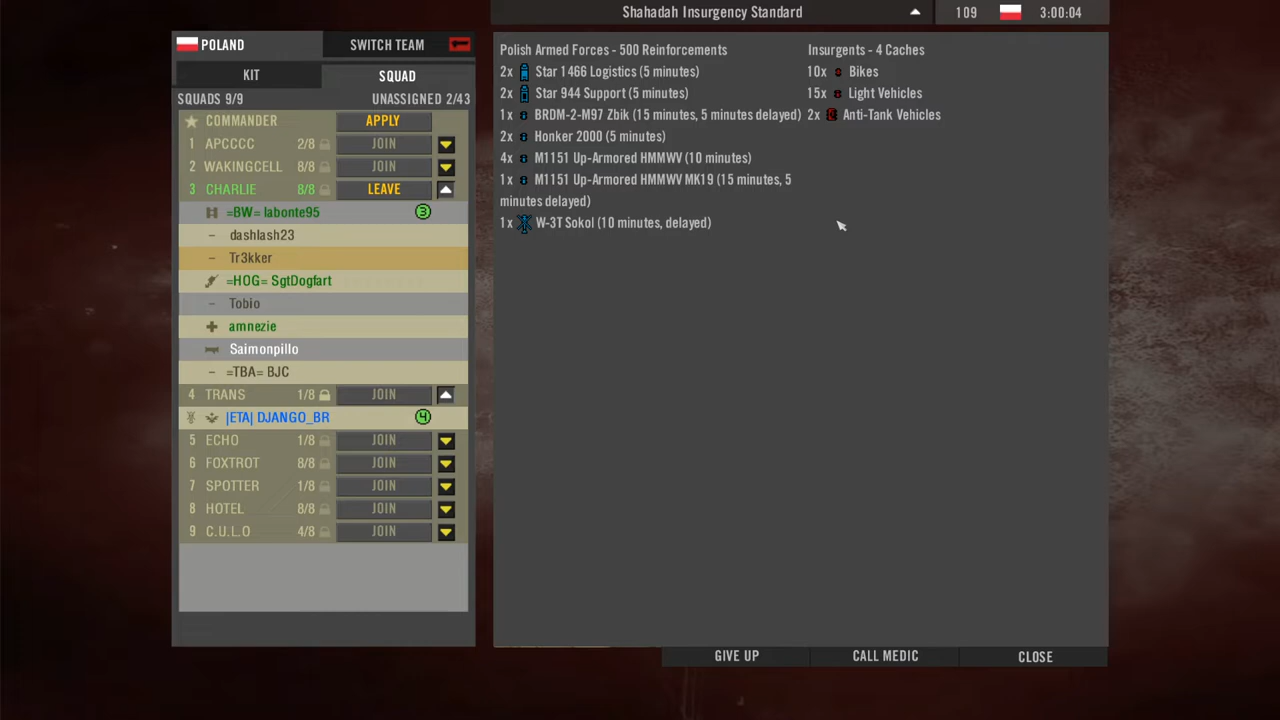 Shahadah Insurgency Standard
109
3:00:04
POLAND
SWITCH TEAM
KIT
SQUAD
SQUADS 9/9
UNASSIGNED 2/43
COMMANDER
APPLY
1 APCCCC 2/8 JOIN
2 WAKINGCELL 8/8 JOIN
3 CHARLIE 8/8 LEAVE
=BW= labonte95 3
- dashlash23
- Tr3kker
=HOG= SgtDogfart
- Tobio
amnezie
Saimonpillo
- =TBA= BJC
4 TRANS 1/8 JOIN
|ETA| DJANGO_BR 4
5 ECHO 1/8 JOIN
6 FOXTROT 8/8 JOIN
7 SPOTTER 1/8 JOIN
8 HOTEL 8/8 JOIN
9 C.U.L.O 4/8 JOIN
Polish Armed Forces - 500 Reinforcements
2x Star 1466 Logistics (5 minutes)
2x Star 944 Support (5 minutes)
1x BRDM-2-M97 Zbik (15 minutes, 5 minutes delayed)
2x Honker 2000 (5 minutes)
4x M1151 Up-Armored HMMWV (10 minutes)
1x M1151 Up-Armored HMMWV MK19 (15 minutes, 5
minutes delayed)
1x W-3T Sokol (10 minutes, delayed)
Insurgents - 4 Caches
10x Bikes
15x Light Vehicles
2x Anti-Tank Vehicles
GIVE UP
CALL MEDIC
CLOSE